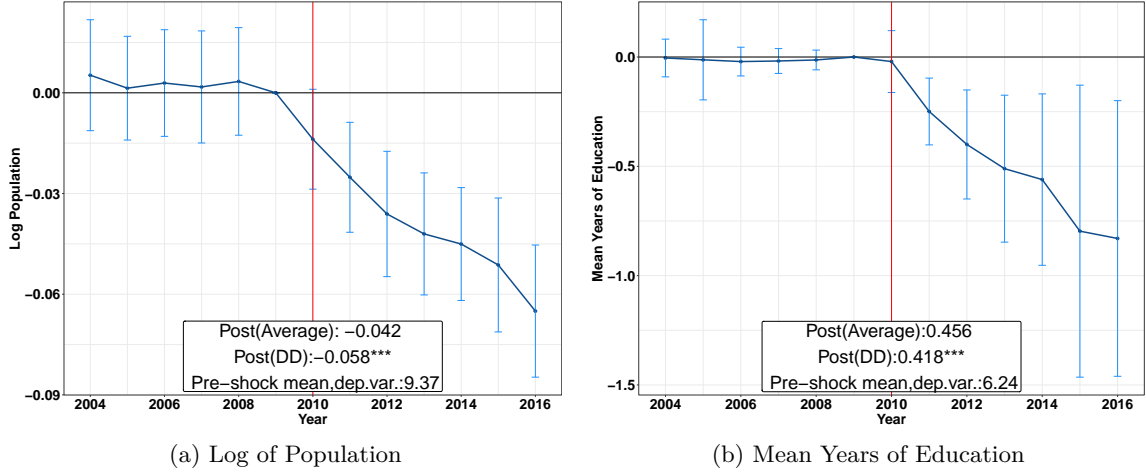 0.00
−0.03
−0.06
−0.09
Log Population
2004 2006 2008 2010 2012 2014 2016
Year
Post(Average): −0.042
Post(DD):−0.058***
Pre−shock mean,dep.var.:9.37
(a) Log of Population
0.0
−0.5
−1.0
−1.5
Mean Years of Education
2004 2006 2008 2010 2012 2014 2016
Year
Post(Average):0.456
Post(DD):0.418***
Pre−shock mean,dep.var.:6.24
(b) Mean Years of Education